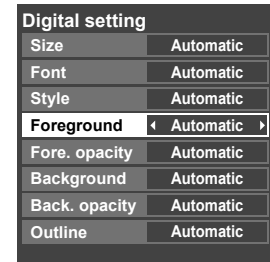 Digital setting
Size Automatic
Font Automatic
Style Automatic
Foreground Automatic
Fore. opacity Automatic
Background Automatic
Back. opacity Automatic
Outline Automatic